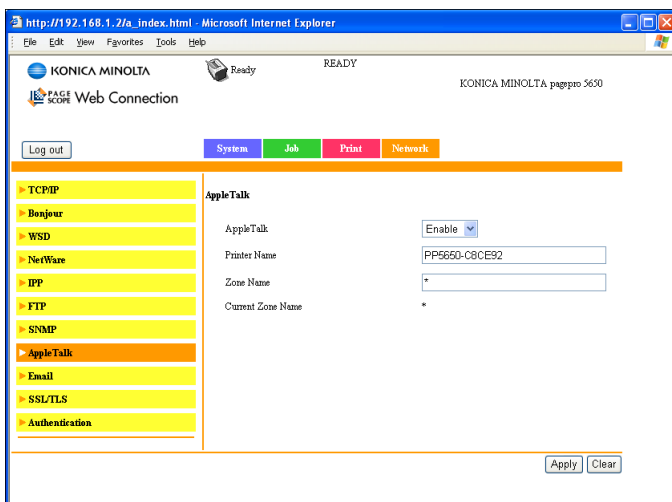 http://192.168.1.2/a_index.html - Microsoft Internet Explorer
File Edit View Favorites Tools Help
KONICA MINOLTA
Ready
READY
KONICA MINOLTA pagepro 5650
PAGE SCOPE Web Connection
Log out
System Job Print Network
TCP/IP
Bonjour
WSD
NetWare
IPP
FTP
SNMP
AppleTalk
Email
SSL/TLS
Authentication
AppleTalk
AppleTalk Enable
Printer Name PP5650-C8CE92
Zone Name *
Current Zone Name *
Apply Clear